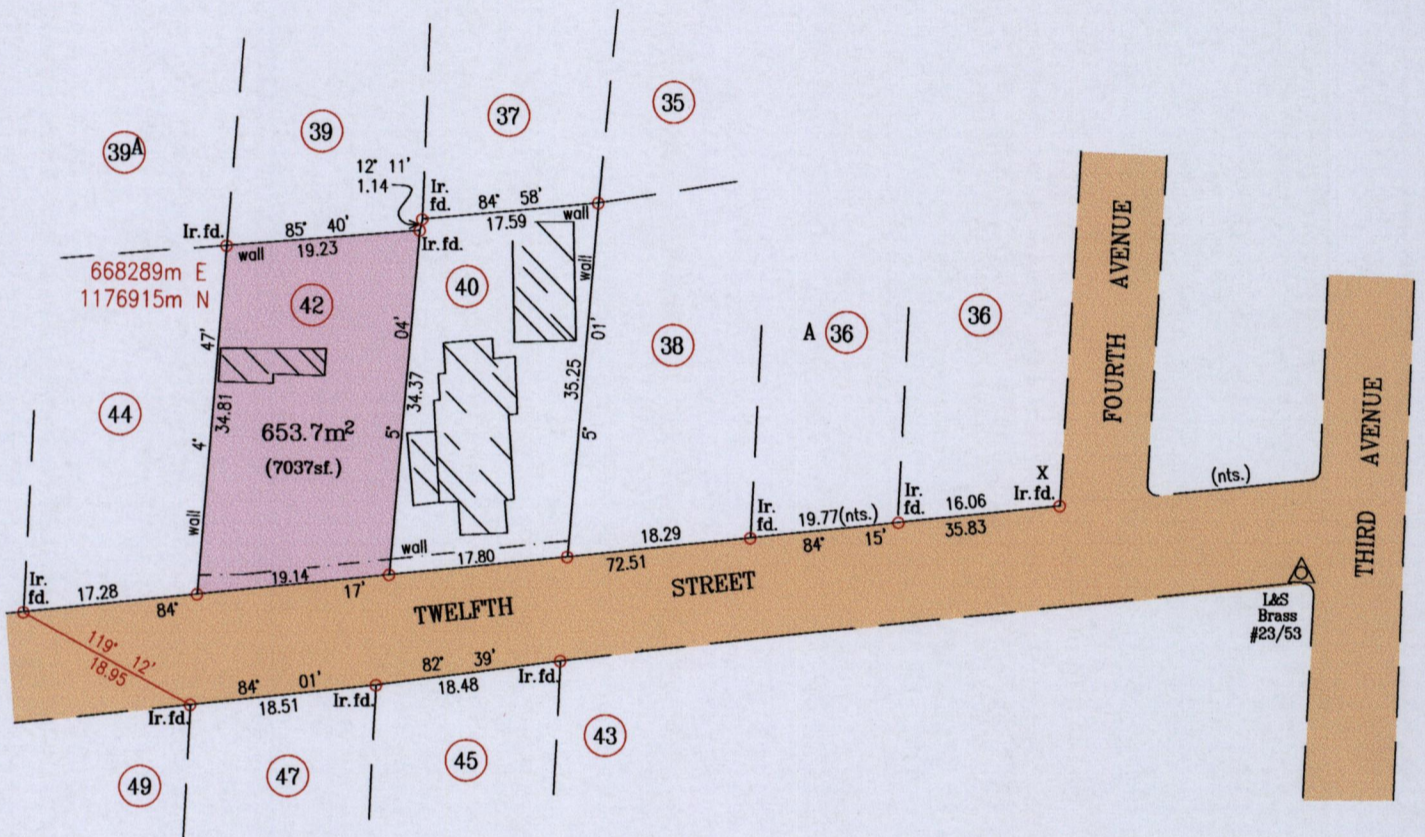 39A
39
37
35
12° 11'
1.14
Ir.
fd.
84° 58'
17.59
wall
Ir.fd.
85° 40'
19.23
wall
Ir.fd.
668289m E
1176915m N
42
40
47'
34.81
4°
wall
04'
34.37
5°
wall
01'
35.25
5°
38
A 36
36
44
653.7m²
(7037sf.)
FOURTH AVENUE
THIRD AVENUE
(nts.)
X
Ir.fd.
16.06
35.83
Ir.
fd.
19.77(nts.)
84° 15'
Ir.
fd.
18.29
72.51
wall
17.80
19.14
17'
84°
17.28
Ir.
fd.
TWELFTH STREET
L&S
Brass
#23/53
119° 12'
18.95
84° 01'
18.51
Ir.fd.
82° 39'
18.48
Ir.fd.
Ir.fd.
49
47
45
43